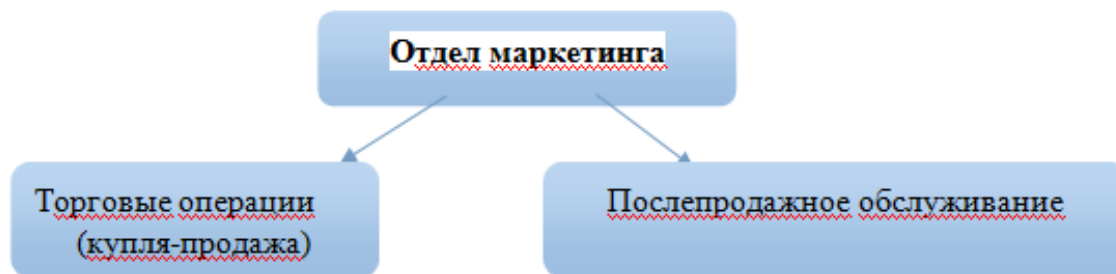 Отдел маркетинга
Торговые операции
(купля-продажа)
Послепродажное обслуживание